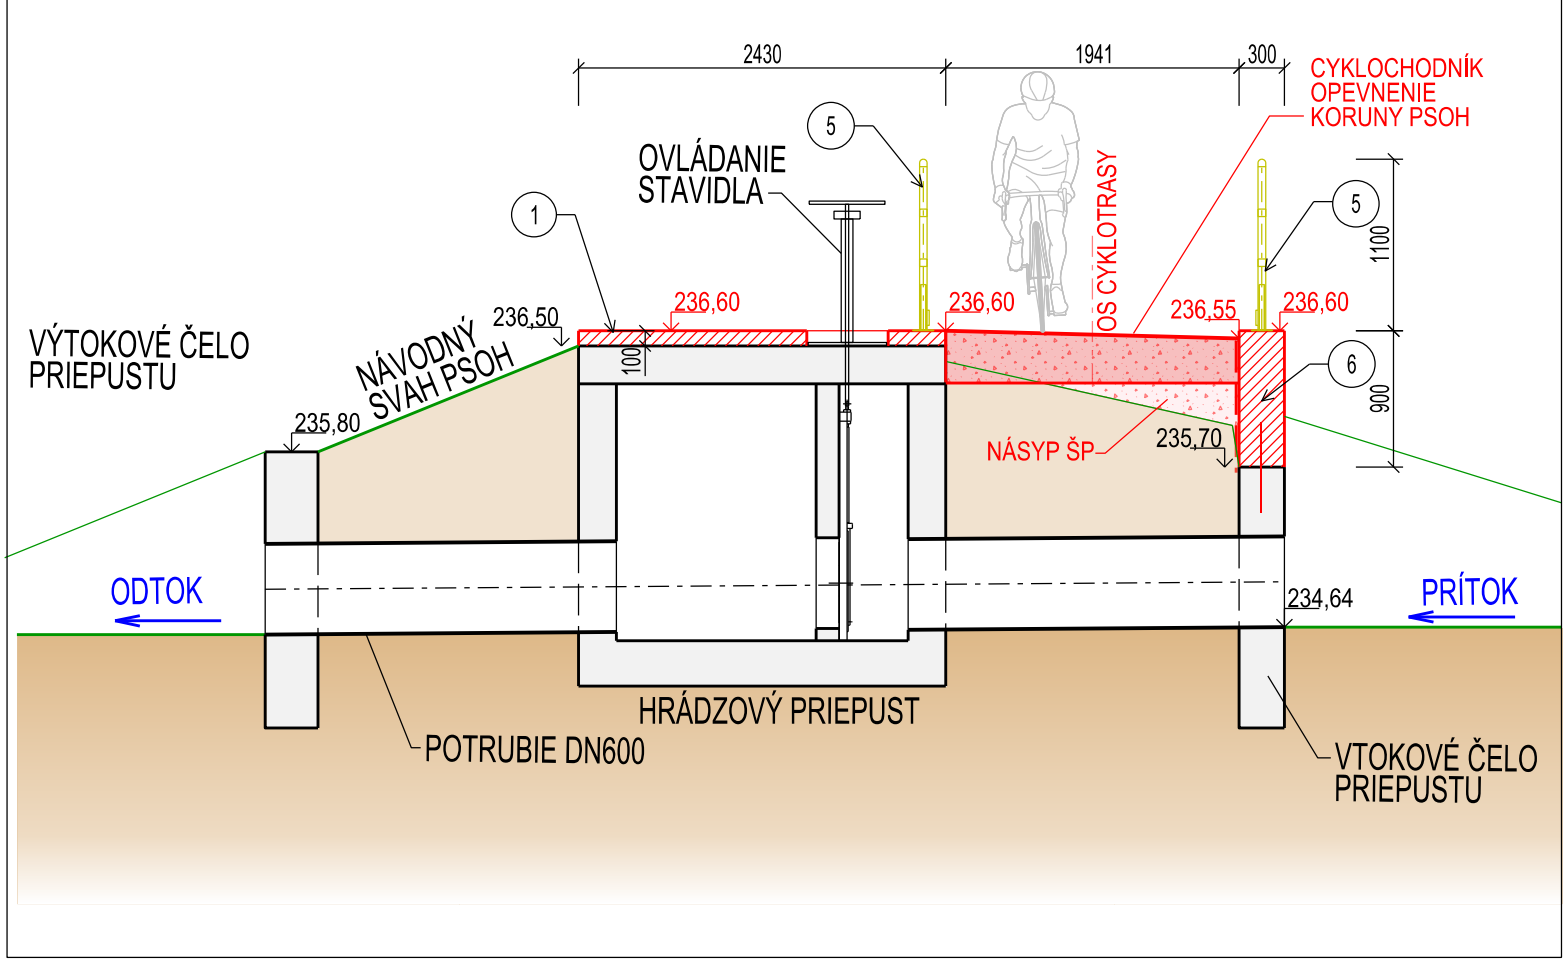 2430
1941
300
CYKLOCHODNÍK
OPEVNENIE
KORUNY PSOH
5
OVLÁDANIE
STAVIDLA
1
OS CYKLOTRASY
5
1100
236,50
236,60
236,60
236,55
236,60
VÝTOKOVÉ ČELO
PRIEPUSTU
NÁVODNÝ
SVAH PSOH
100
6
900
235,80
NÁSYP ŠP
235,70
ODTOK
234,64
PRÍTOK
HRÁDZOVÝ PRIEPUST
POTRUBIE DN600
VTOKOVÉ ČELO
PRIEPUSTU